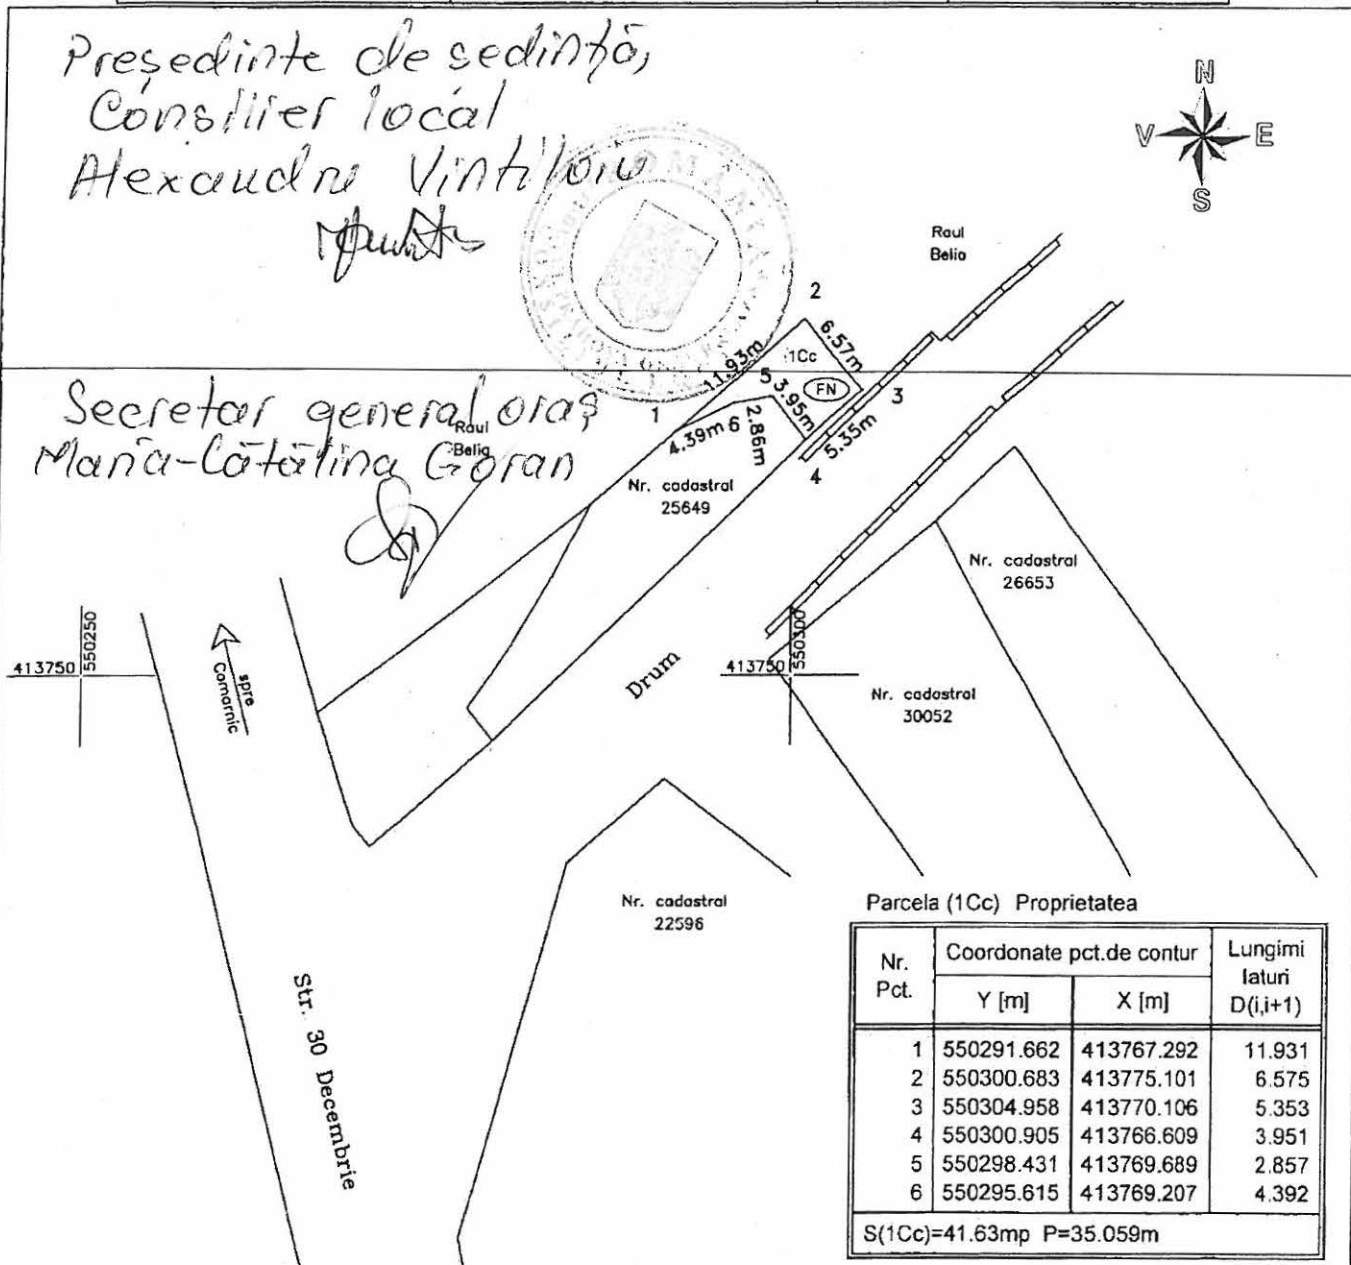 Președinte de sedință,
Consilier local
Alexandru Vintiloiu
N
V E
S
ROMANIA
Raul
Belia
2
6.57m
11.93m
1Cc
5
3.95m
FN
3
1
4.39m
6
2.86m
5.35m
4
Secretar general oraș
Maria-Cătălina Goran
Raul
Belia
Nr. cadastral
25649
Nr. cadastral
26653
413750
550250
spre
Comarnic
Drum
413750
550300
Nr. cadastral
30052
Nr. cadastral
22596
Str. 30 Decembrie
Parcela (1Cc) Proprietatea
Nr. Pct. Coordonate pct.de contur Lungimi laturi D(i,i+1)
Y [m] X [m]
1 550291.662 413767.292 11.931
2 550300.683 413775.101 6.575
3 550304.958 413770.106 5.353
4 550300.905 413766.609 3.951
5 550298.431 413769.689 2.857
6 550295.615 413769.207 4.392
S(1Cc)=41.63mp P=35.059m